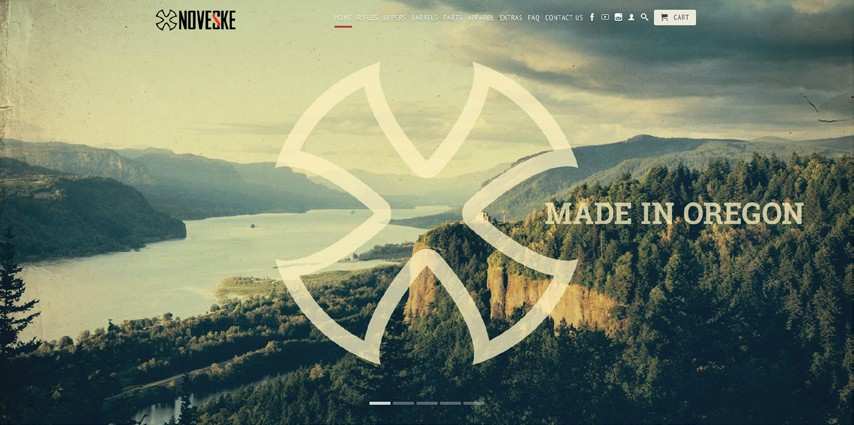 NOVESKE
HOME RIFLES UPPERS BARRELS PARTS APPAREL EXTRAS FAQ CONTACT US CART
MADE IN OREGON